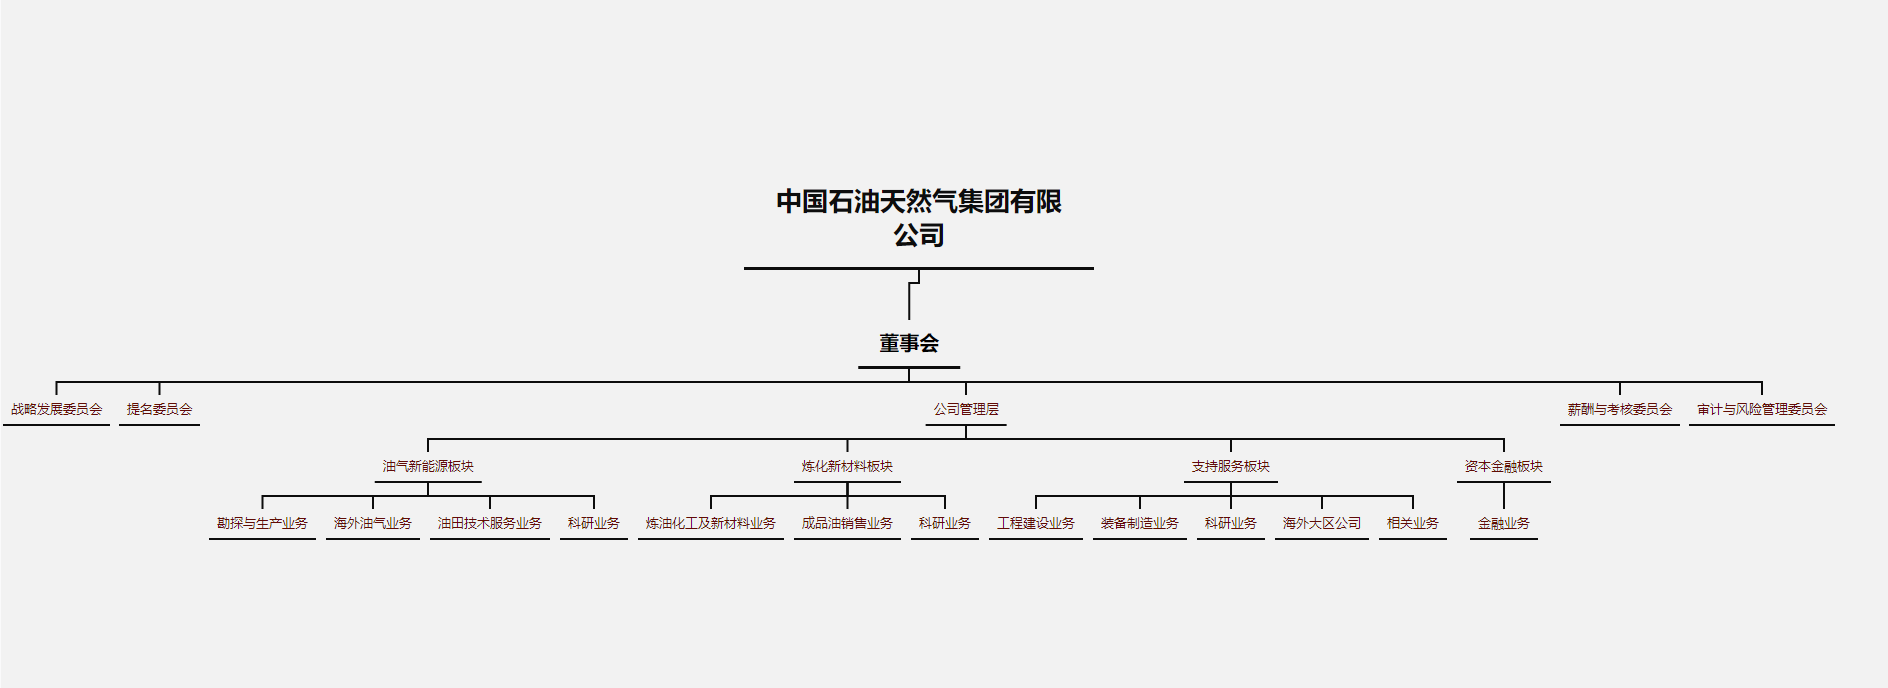 中国石油天然气集团有限
公司
董事会
战略发展委员会
提名委员会
公司管理层
薪酬与考核委员会
审计与风险管理委员会
油气新能源板块
炼化新材料板块
支持服务板块
资本金融板块
勘探与生产业务
海外油气业务
油田技术服务业务
科研业务
炼油化工及新材料业务
成品油销售业务
科研业务
工程建设业务
装备制造业务
科研业务
海外大区公司
相关业务
金融业务